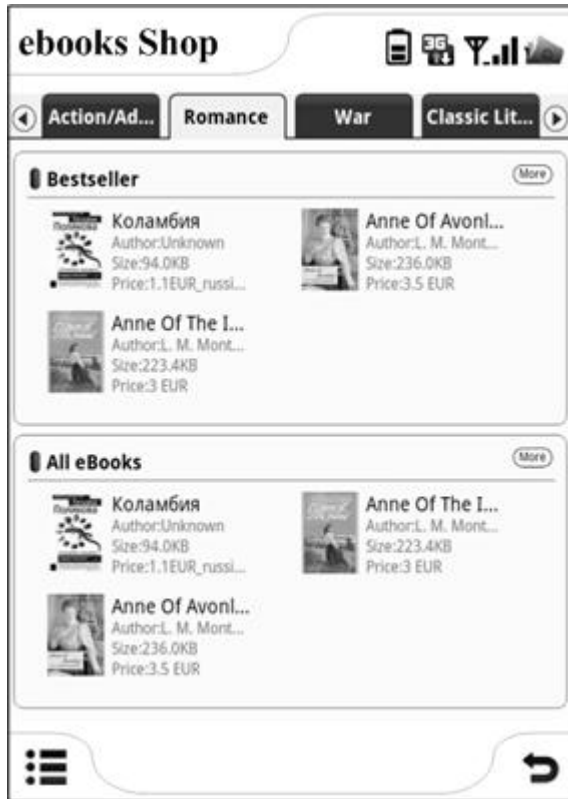 ebooks Shop
3G
Action/Ad...
Romance
War
Classic Lit...
Bestseller
More
Коламбия
Author:Unknown
Size:94.0KB
Price:1.1EUR_russi...
Anne Of Avonl...
Author:L. M. Mont...
Size:236.0KB
Price:3.5 EUR
Anne Of The I...
Author:L. M. Mont...
Size:223.4KB
Price:3 EUR
All eBooks
More
Коламбия
Author:Unknown
Size:94.0KB
Price:1.1EUR_russi...
Anne Of The I...
Author:L. M. Mont...
Size:223.4KB
Price:3 EUR
Anne Of Avonl...
Author:L. M. Mont...
Size:236.0KB
Price:3.5 EUR